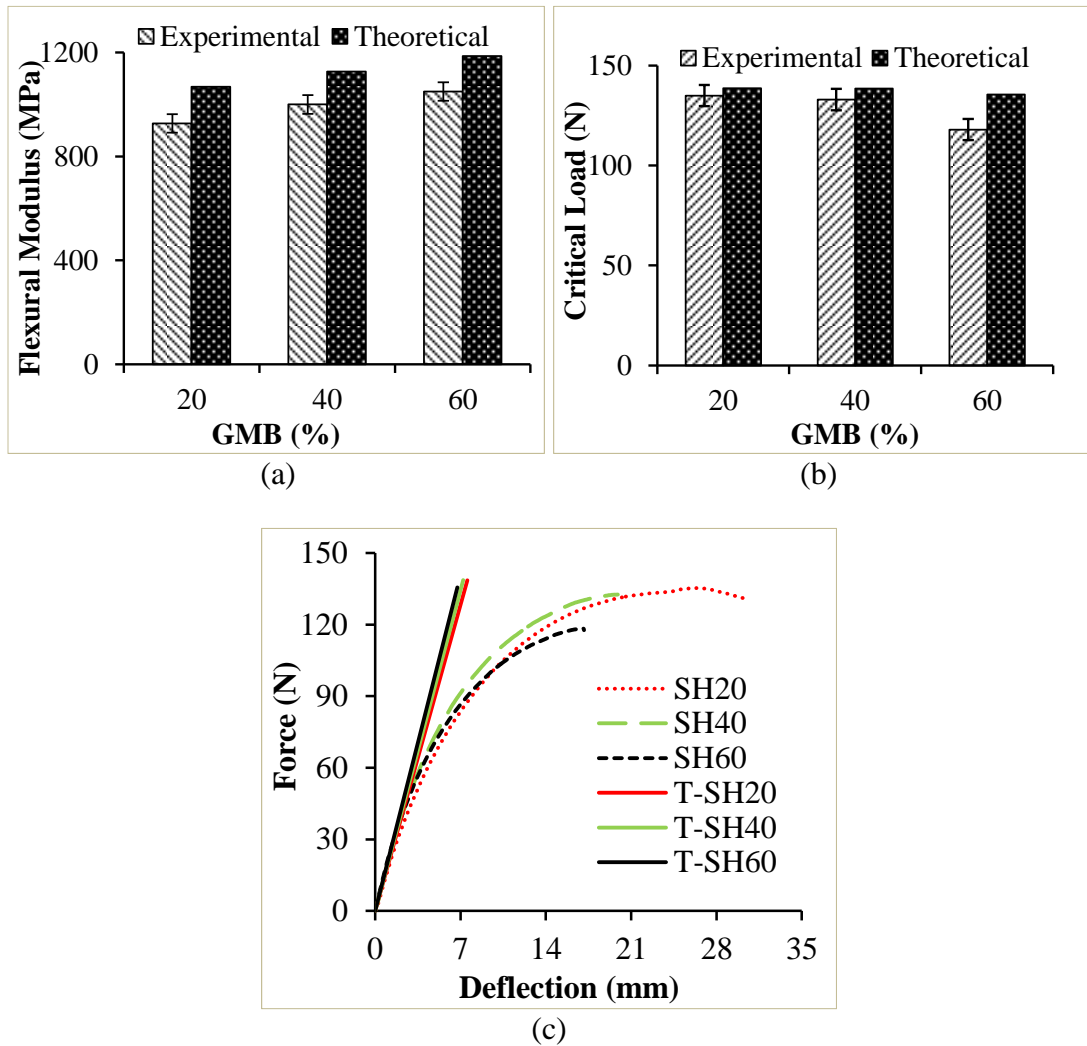 Experimental Theoretical
1200
800
400
0
Flexural Modulus (MPa)
20 40 60
GMB (%)
(a)
Experimental Theoretical
150
100
50
0
Critical Load (N)
20 40 60
GMB (%)
(b)
150
120
90
60
30
0
Force (N)
SH20
SH40
SH60
T-SH20
T-SH40
T-SH60
0 7 14 21 28 35
Deflection (mm)
(c)